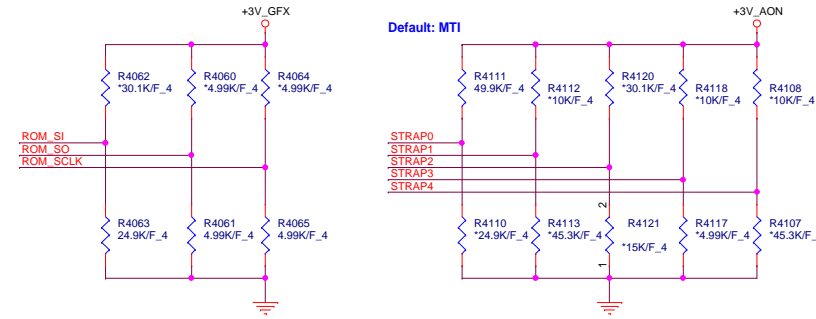 +3V_GFX
R4062
*30.1K/F_4
R4060
*4.99K/F_4
R4064
*4.99K/F_4
ROM_SI
ROM_SO
ROM_SCLK
R4063
24.9K/F_4
R4061
4.99K/F_4
R4065
4.99K/F_4
Default: MTI
+3V_AON
R4111
49.9K/F_4
R4112
*10K/F_4
R4120
*30.1K/F_4
R4118
*10K/F_4
R4108
*10K/F_4
STRAP0
STRAP1
STRAP2
STRAP3
STRAP4
2
R4110
*24.9K/F_4
R4113
*45.3K/F_4
R4121
*15K/F_4
R4117
*4.99K/F_4
R4107
*45.3K/F_
1